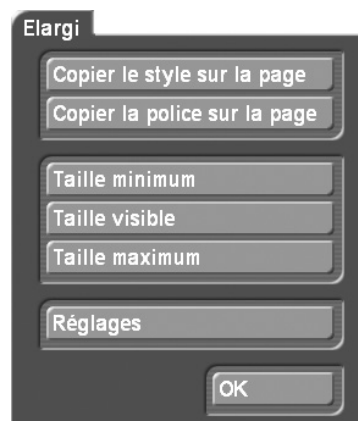 Elargi
Copier le style sur la page
Copier la police sur la page
Taille minimum
Taille visible
Taille maximum
Réglages
OK